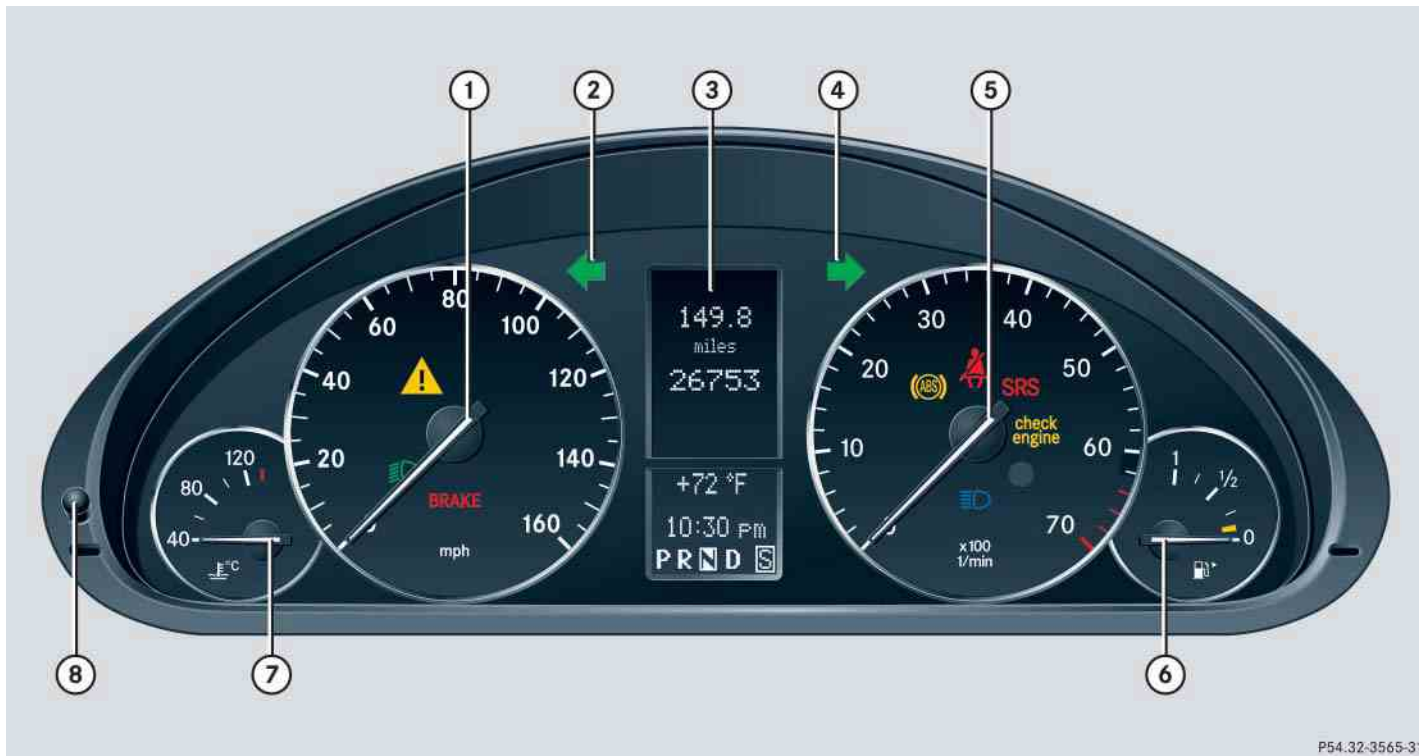 1 2 3 4 5
80
60 100
40 120
20 140
0 160
BRAKE
mph
120
80
40
°C
149.8
miles
26753
+72 °F
10:30 pm
P R N D S
30 40
20 50
10 60
0 70
ABS
SRS
check
engine
x100
1/min
1 1/2
0
8 7 6
P54.32-3565-31